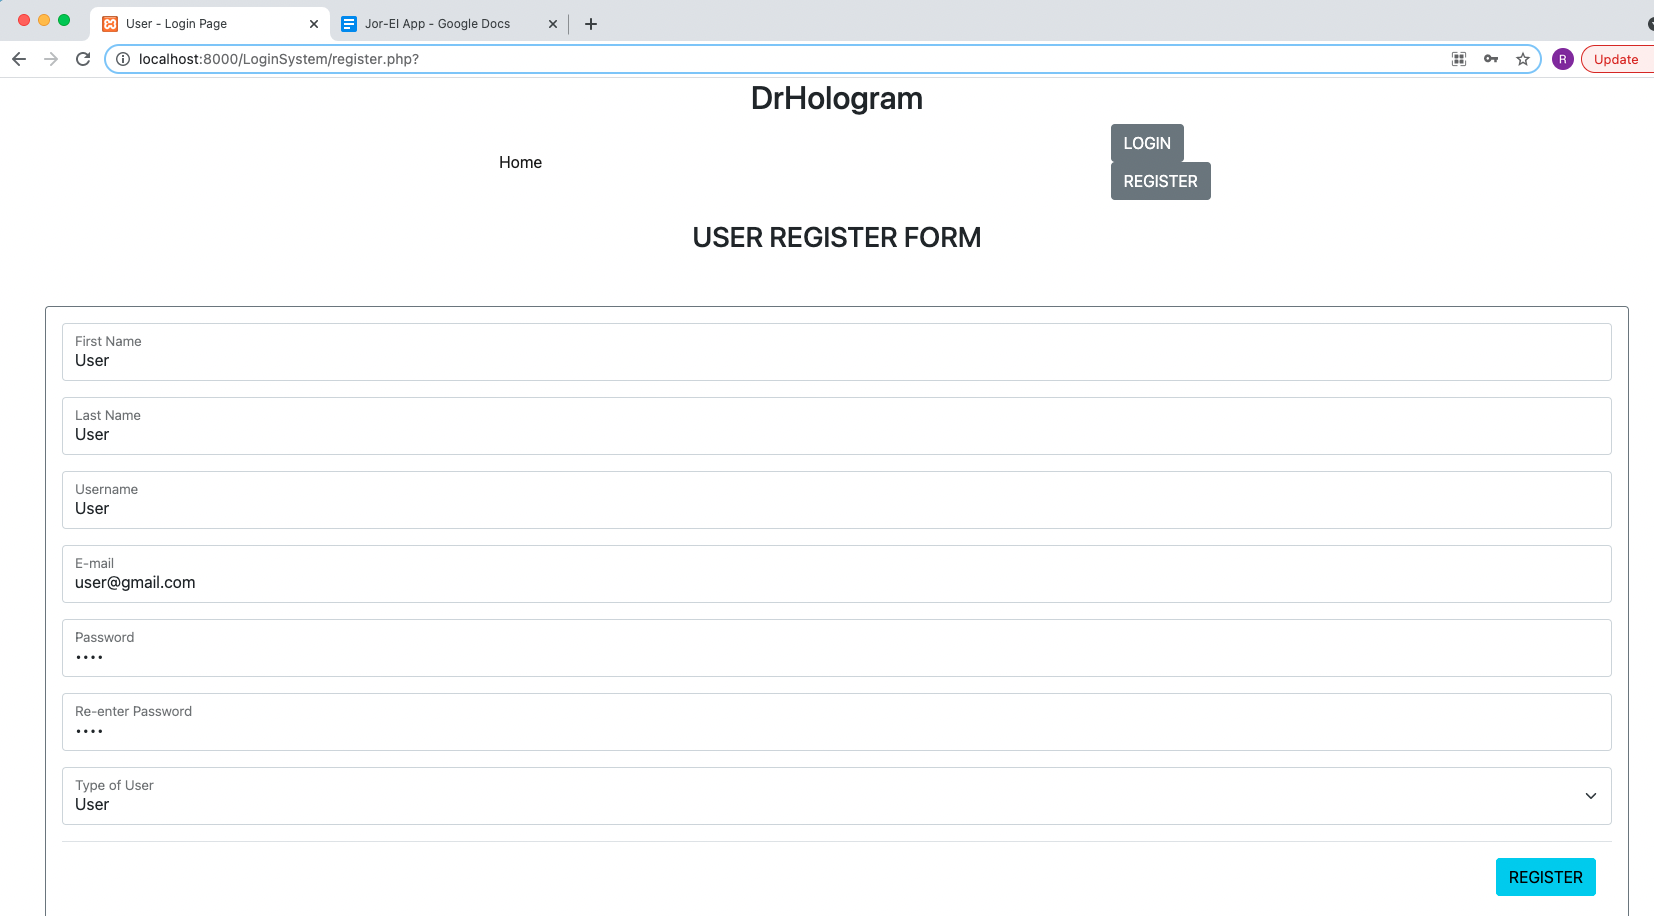 User - Login Page
Jor-El App - Google Docs
localhost:8000/LoginSystem/register.php?
R
Update
DrHologram
Home
LOGIN
REGISTER
USER REGISTER FORM
First Name
User
Last Name
User
Username
User
E-mail
user@gmail.com
Password
••••
Re-enter Password
••••
Type of User
User
REGISTER